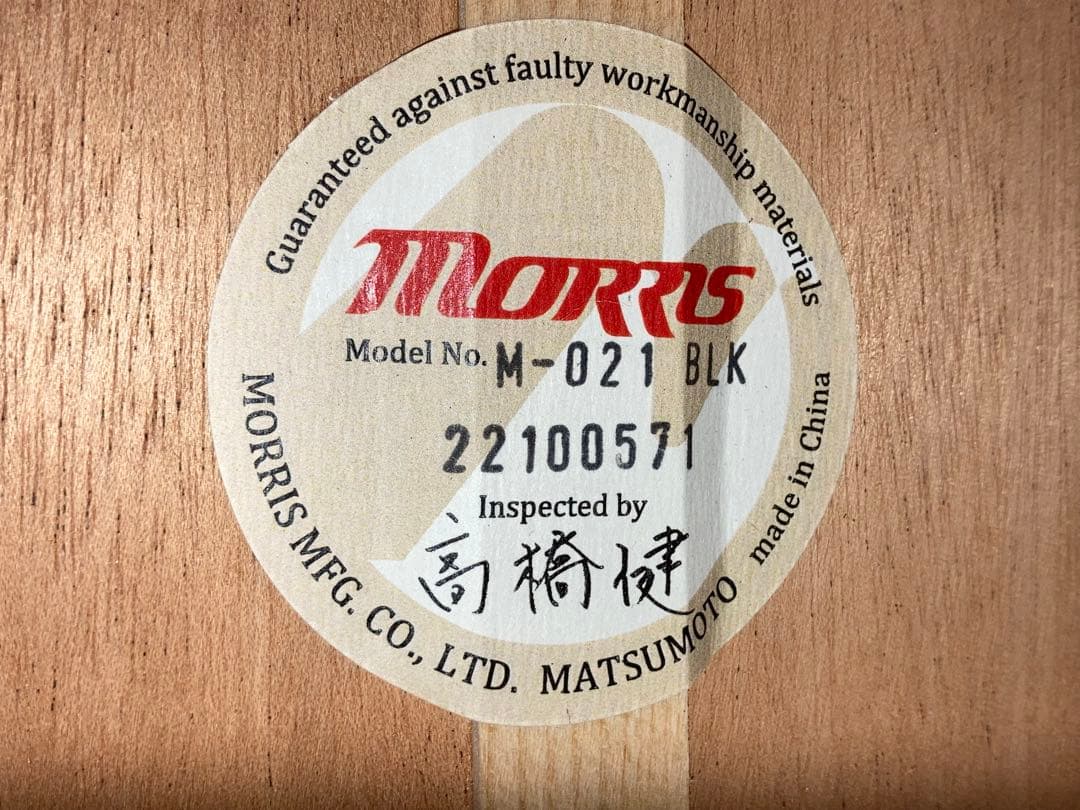 Guaranteed against faulty workmanship materials
MORRIS
Model No. M-021 BLK
22100571
Inspected by
高橋健
MORRIS MFG. CO., LTD. MATSUMOTO made in China